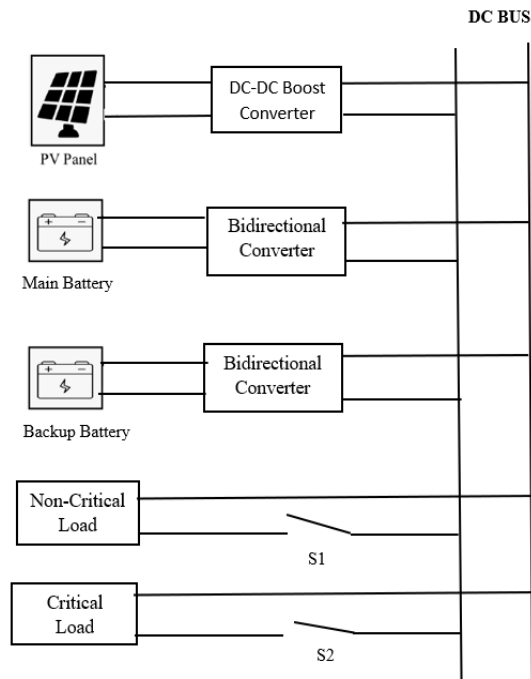 DC BUS
DC-DC Boost
Converter
PV Panel
Bidirectional
Converter
Main Battery
Bidirectional
Converter
Backup Battery
Non-Critical
Load
S1
Critical
Load
S2